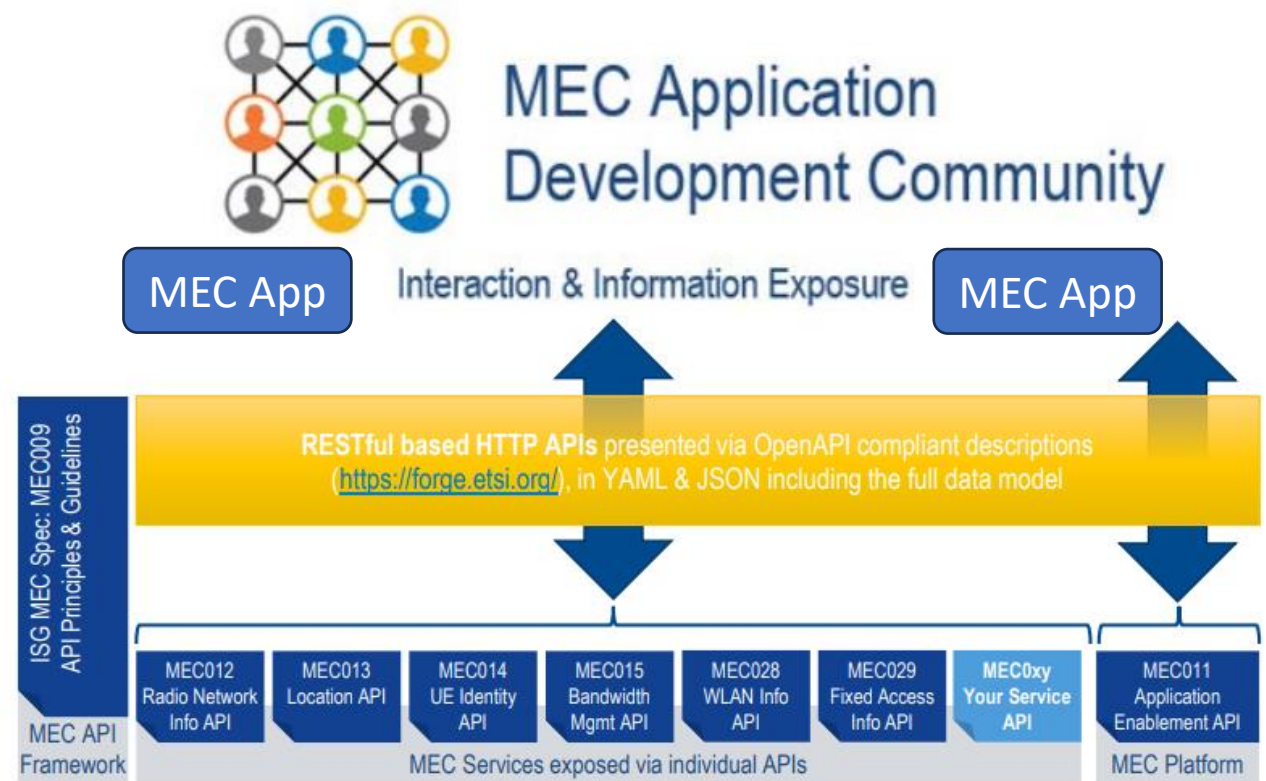 MEC Application
Development Community
MEC App
Interaction & Information Exposure
MEC App
ISG MEC Spec: MEC009
API Principles & Guidelines
RESTful based HTTP APIs presented via OpenAPI compliant descriptions
(https://forge.etsi.org/), in YAML & JSON including the full data model
MEC012
Radio Network
Info API
MEC013
Location API
MEC014
UE Identity
API
MEC015
Bandwidth
Mgmt API
MEC028
WLAN Info
API
MEC029
Fixed Access
Info API
MEC0xy
Your Service
API
MEC011
Application
Enablement API
MEC API
Framework
MEC Services exposed via individual APIs
MEC Platform